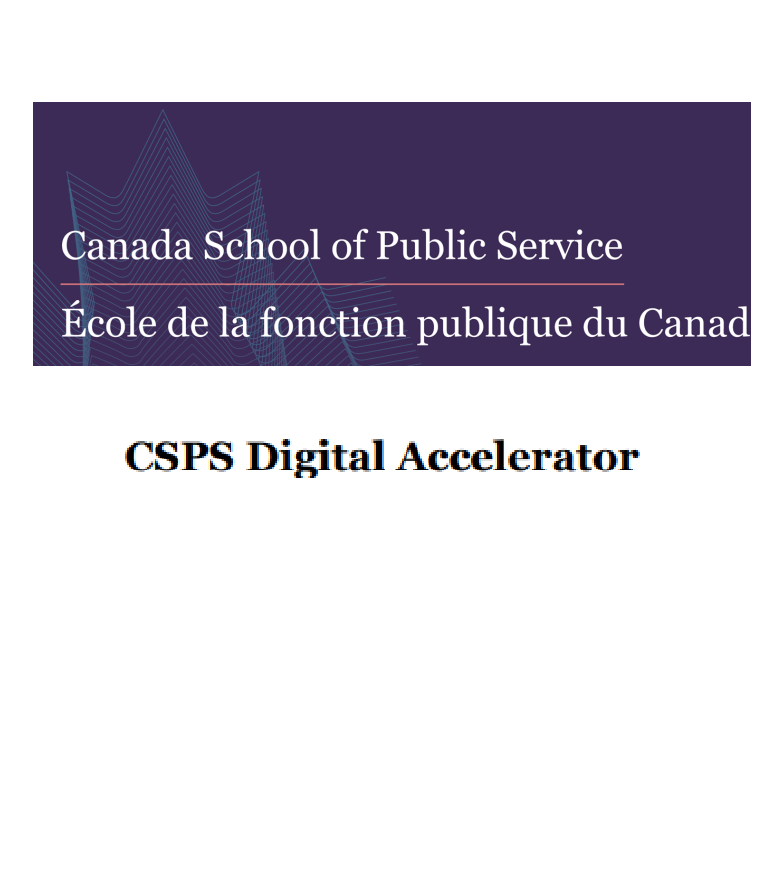 Canada School of Public Service
École de la fonction publique du Canad
CSPS Digital Accelerator